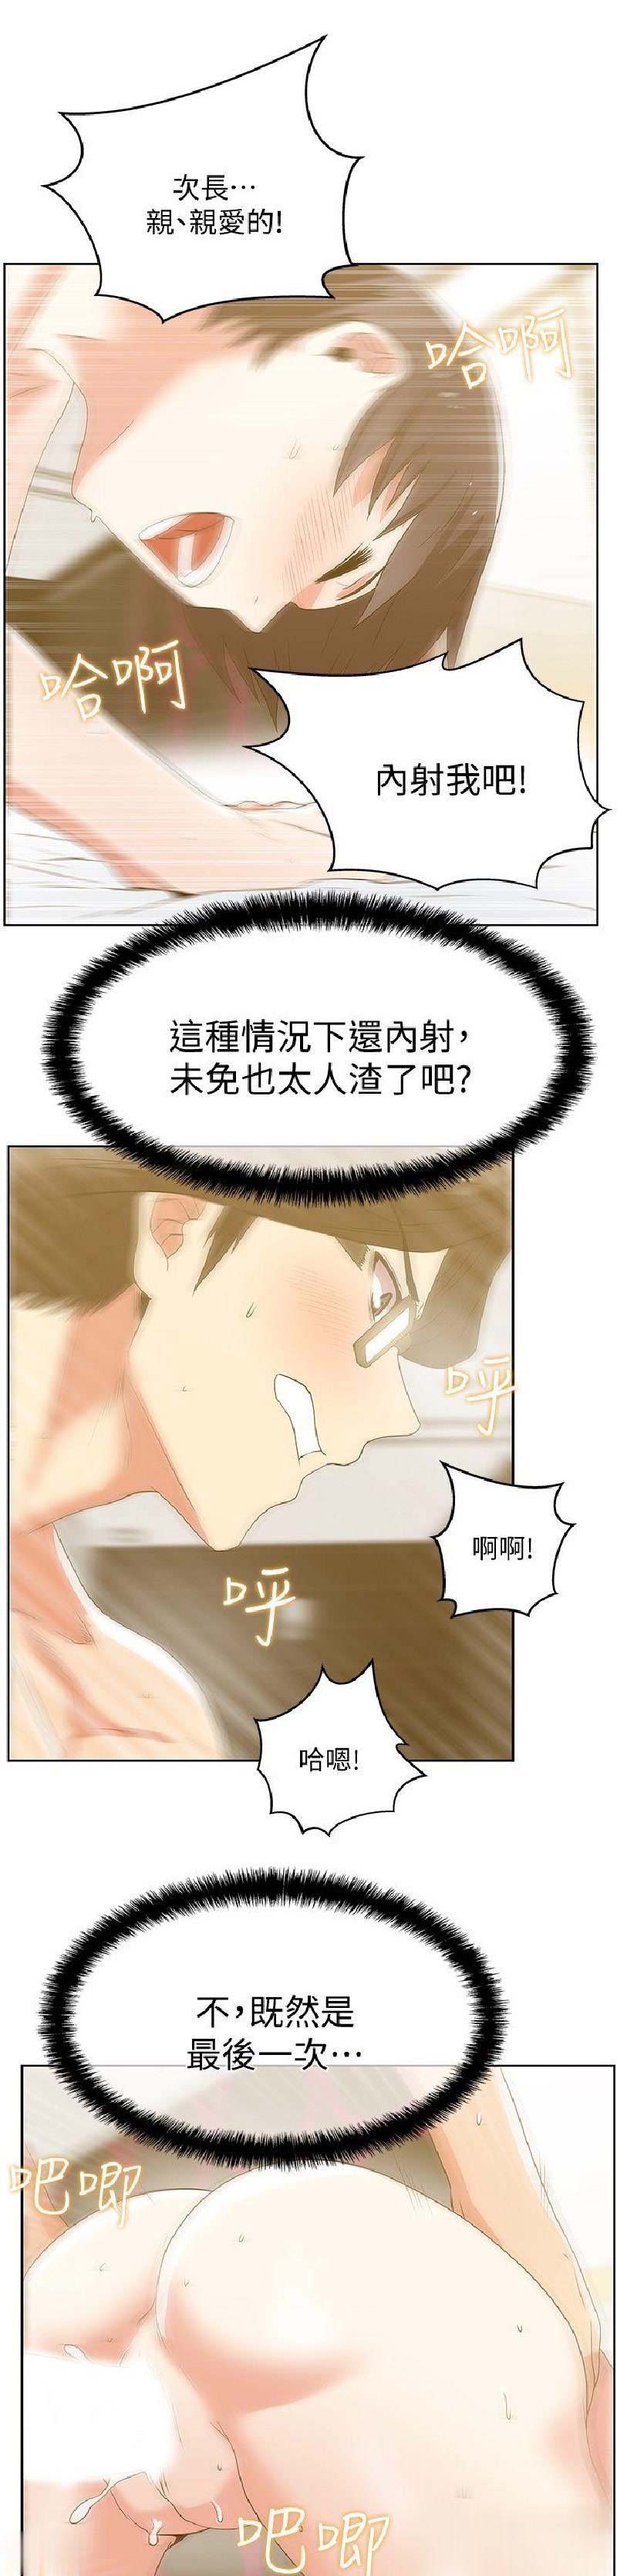 次長…
親、親愛的!
哈啊
哈啊
內射我吧!
這種情況下還內射,
未免也太人渣了吧?
呼
啊啊!
呼
哈嗯!
不,既然是
最後一次…
吧唧
吧唧